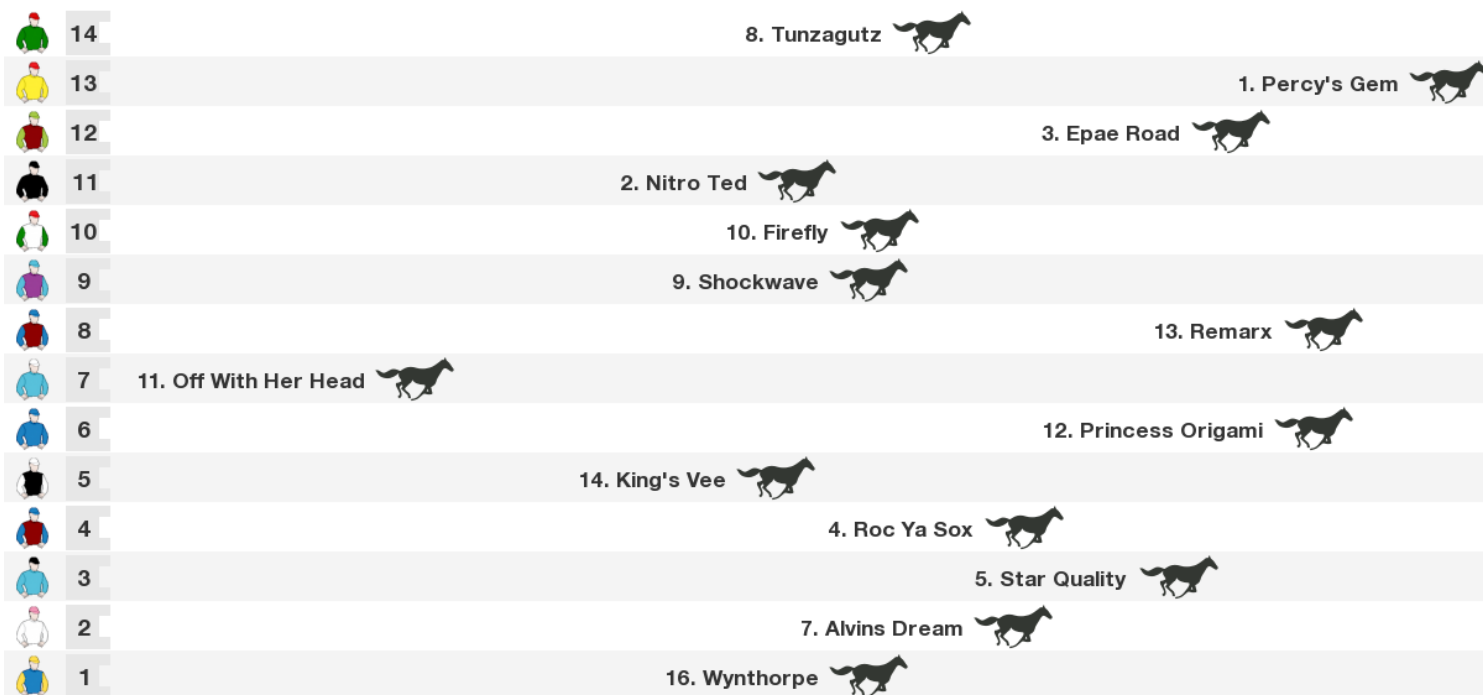 14 8. Tunzagutz
13 1. Percy's Gem
12 3. Epae Road
11 2. Nitro Ted
10 10. Firefly
9 9. Shockwave
8 13. Remarx
7 11. Off With Her Head
6 12. Princess Origami
5 14. King's Vee
4 4. Roc Ya Sox
3 5. Star Quality
2 7. Alvins Dream
1 16. Wynthorpe